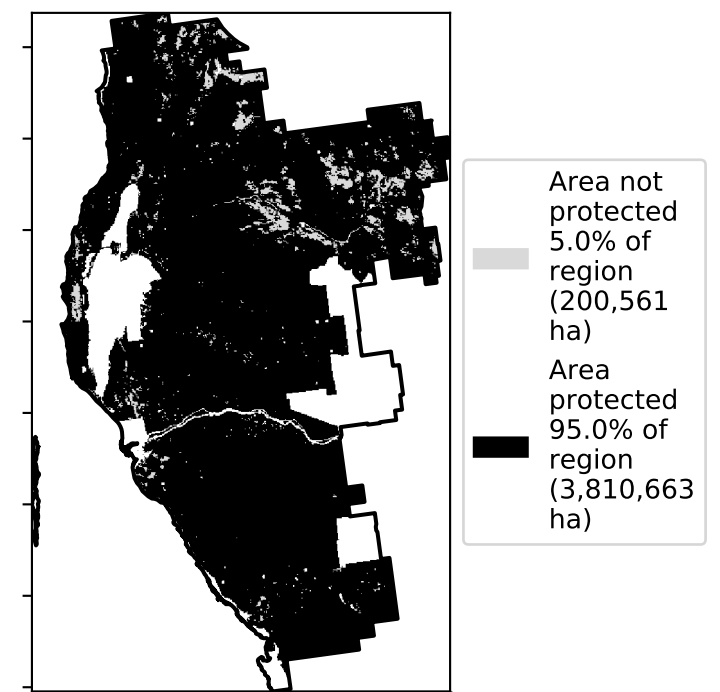 Area not
protected
5.0% of
region
(200,561
ha)
Area
protected
95.0% of
region
(3,810,663
ha)